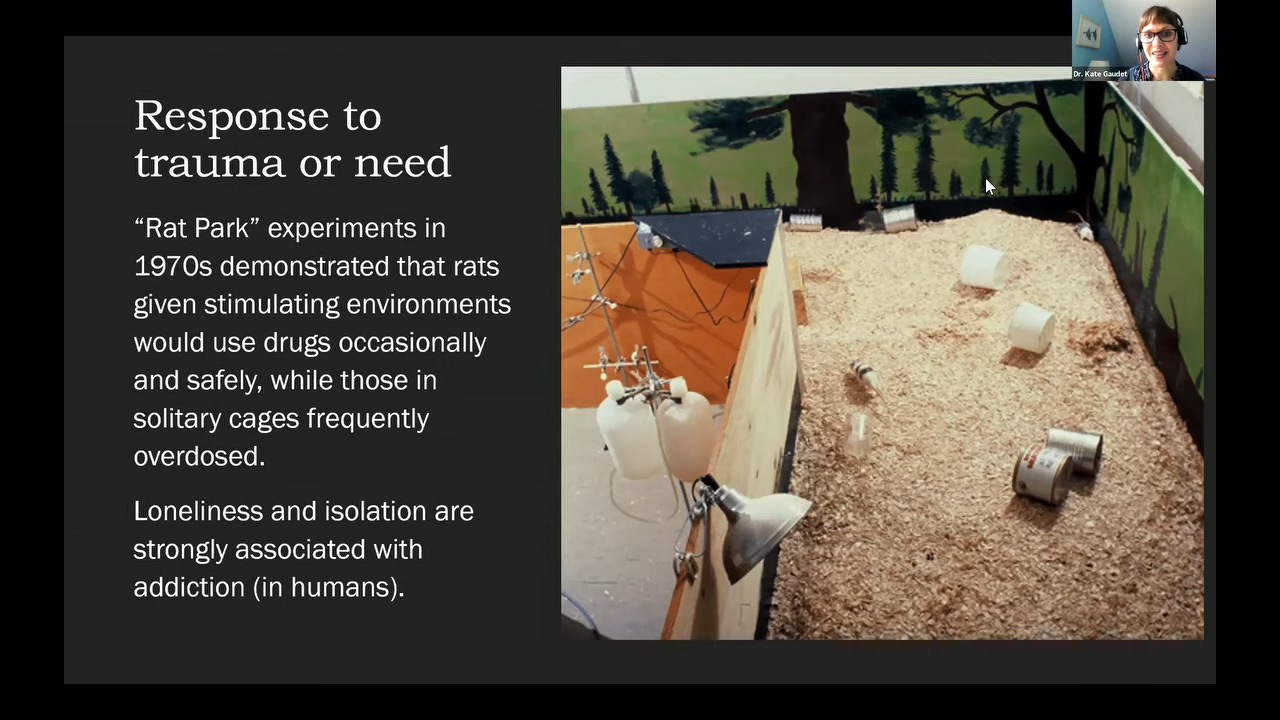 Dr. Kate Gaudet
Response to
trauma or need
“Rat Park” experiments in
1970s demonstrated that rats
given stimulating environments
would use drugs occasionally
and safely, while those in
solitary cages frequently
overdosed.
Loneliness and isolation are
strongly associated with
addiction (in humans).